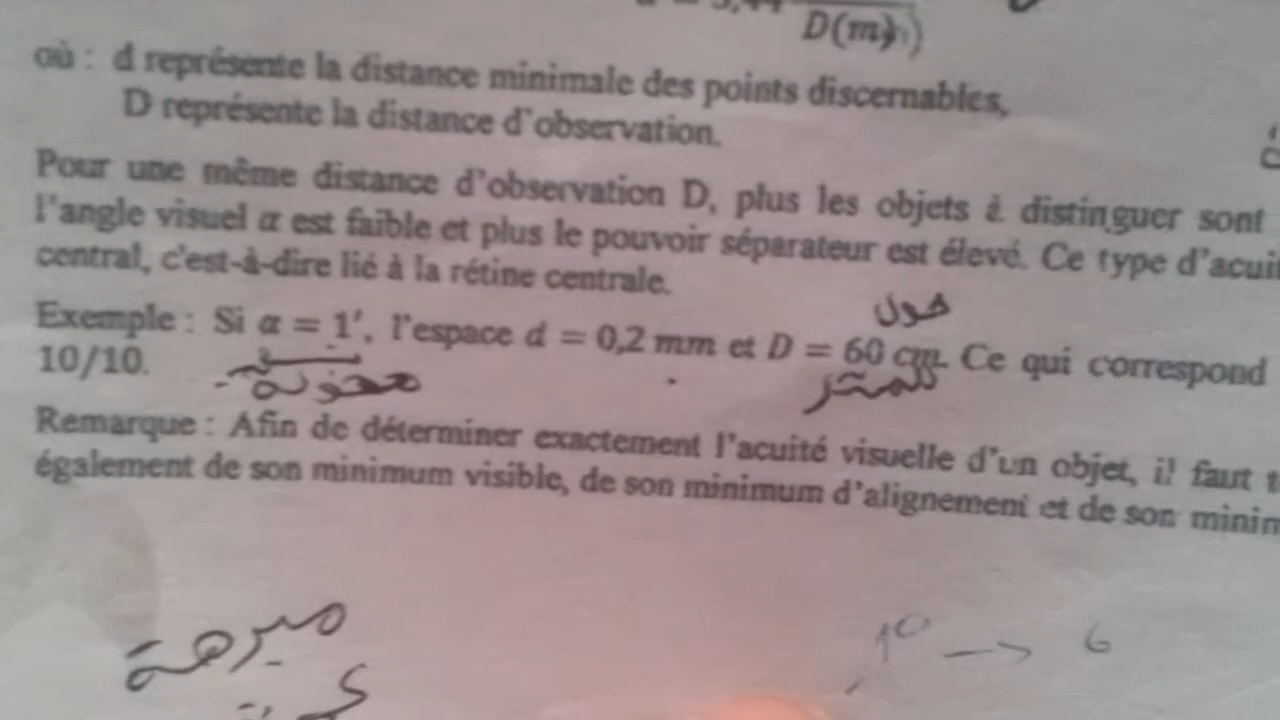 D(m)
où : d représente la distance minimale des points discernables,
D représente la distance d'observation.
Pour une même distance d'observation D, plus les objets à distinguer sont
l'angle visuel α est faible et plus le pouvoir séparateur est élevé. Ce type d'acuit
central, c'est-à-dire lié à la rétine centrale.
حول
Exemple : Si α = 1′, l'espace d = 0,2 mm et D = 60 cm. Ce qui correspond
10/10.
للمتر
Remarque : Afin de déterminer exactement l'acuité visuelle d'un objet, il faut t
également de son minimum visible, de son minimum d'alignement et de son minim
1° → 6